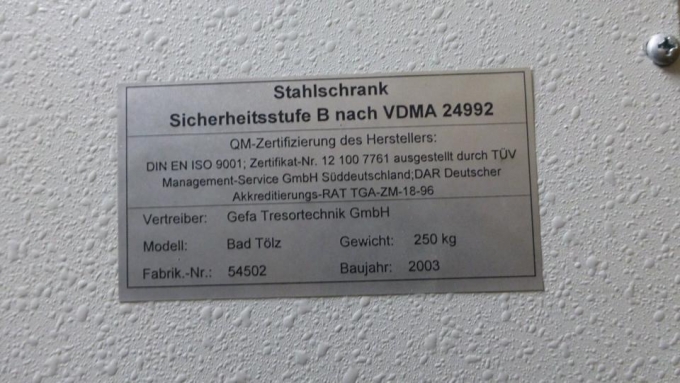 Stahlschrank
Sicherheitsstufe B nach VDMA 24992
QM-Zertifizierung des Herstellers:
DIN EN ISO 9001; Zertifikat-Nr. 12 100 7761 ausgestellt durch TÜV
Management-Service GmbH Süddeutschland;DAR Deutscher
Akkreditierungs-RAT TGA-ZM-18-96
Vertreiber: Gefa Tresortechnik GmbH
Modell: Bad Tölz Gewicht: 250 kg
Fabrik.-Nr.: 54502 Baujahr: 2003